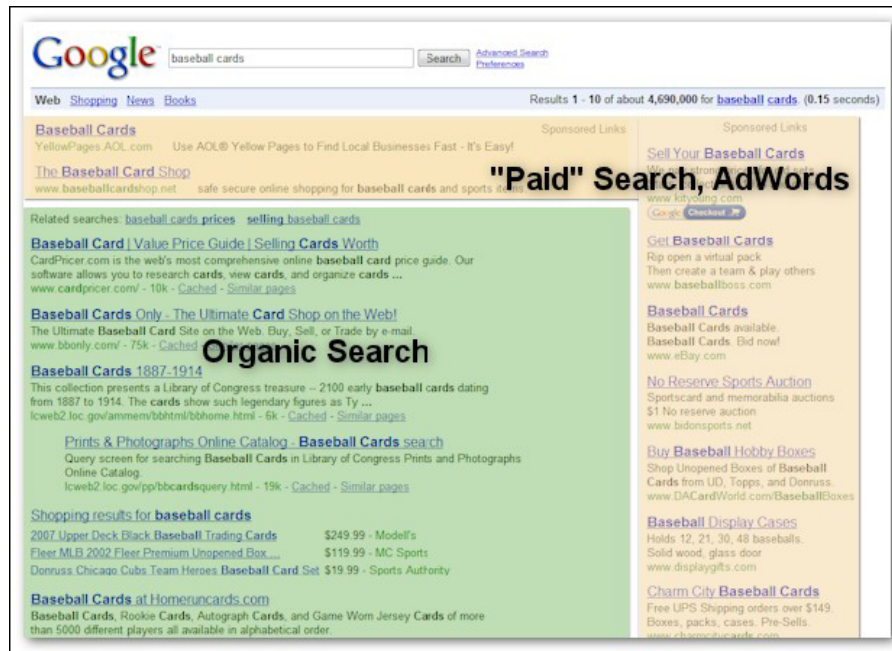 Google
baseball cards
Search
Advanced Search
Preferences
Web Shopping News Books
Results 1 - 10 of about 4,690,000 for baseball cards. (0.15 seconds)
Baseball Cards
Sponsored Links
YellowPages.AOL.com Use AOL® Yellow Pages to Find Local Businesses Fast - It's Easy!
The Baseball Card Shop
www.baseballcardshop.net safe secure online shopping for baseball cards and sports items
"Paid" Search, AdWords
Related searches: baseball cards prices selling baseball cards
Baseball Card | Value Price Guide | Selling Cards Worth
CardPricer.com is the web's most comprehensive online baseball card price guide. Our
software allows you to research cards, view cards, and organize cards ...
www.cardpricer.com/ - 10k - Cached - Similar pages
Baseball Cards Only - The Ultimate Card Shop on the Web!
The Ultimate Baseball Card Site on the Web. Buy, Sell, or Trade by e-mail.
www.bbonly.com/ - 75k - Cached
Organic Search
Baseball Cards 1887-1914
This collection presents a Library of Congress treasure -- 2100 early baseball cards dating
from 1887 to 1914. The cards show such legendary figures as Ty ...
lcweb2.loc.gov/ammem/bbhtml/bbhome.html - 6k - Cached - Similar pages
Prints & Photographs Online Catalog - Baseball Cards search
Query screen for searching Baseball Cards in Library of Congress Prints and Photographs
Online Catalog.
lcweb2.loc.gov/pp/bbcardsquery.html - 19k - Cached - Similar pages
Shopping results for baseball cards
2007 Upper Deck Black Baseball Trading Cards $249.99 - Modell's
Fleer MLB 2002 Fleer Premium Unopened Box ... $119.99 - MC Sports
Donruss Chicago Cubs Team Heroes Baseball Card Set $19.99 - Sports Authority
Baseball Cards at Homeruncards.com
Baseball Cards, Rookie Cards, Autograph Cards, and Game Worn Jersey Cards of more
than 5000 different players all available in alphabetical order.
Sponsored Links
Sell Your Baseball Cards
www.kityoung.com
Google Checkout
Get Baseball Cards
Rip open a virtual pack
Then create a team & play others
www.baseballboss.com
Baseball Cards
Baseball Cards available.
Baseball Cards. Bid now!
www.eBay.com
No Reserve Sports Auction
Sportscard and memorabilia auctions
$1 No reserve auction
www.bidonsports.net
Buy Baseball Hobby Boxes
Shop Unopened Boxes of Baseball
Cards from UD, Topps, and Donruss.
www.DACardWorld.com/BaseballBoxes
Baseball Display Cases
Holds 12, 21, 30, 48 baseballs.
Solid wood, glass door
www.displaygifts.com
Charm City Baseball Cards
Free UPS Shipping orders over $149.
Boxes, packs, cases. Pre-Sells.
www.charmcitycards.com